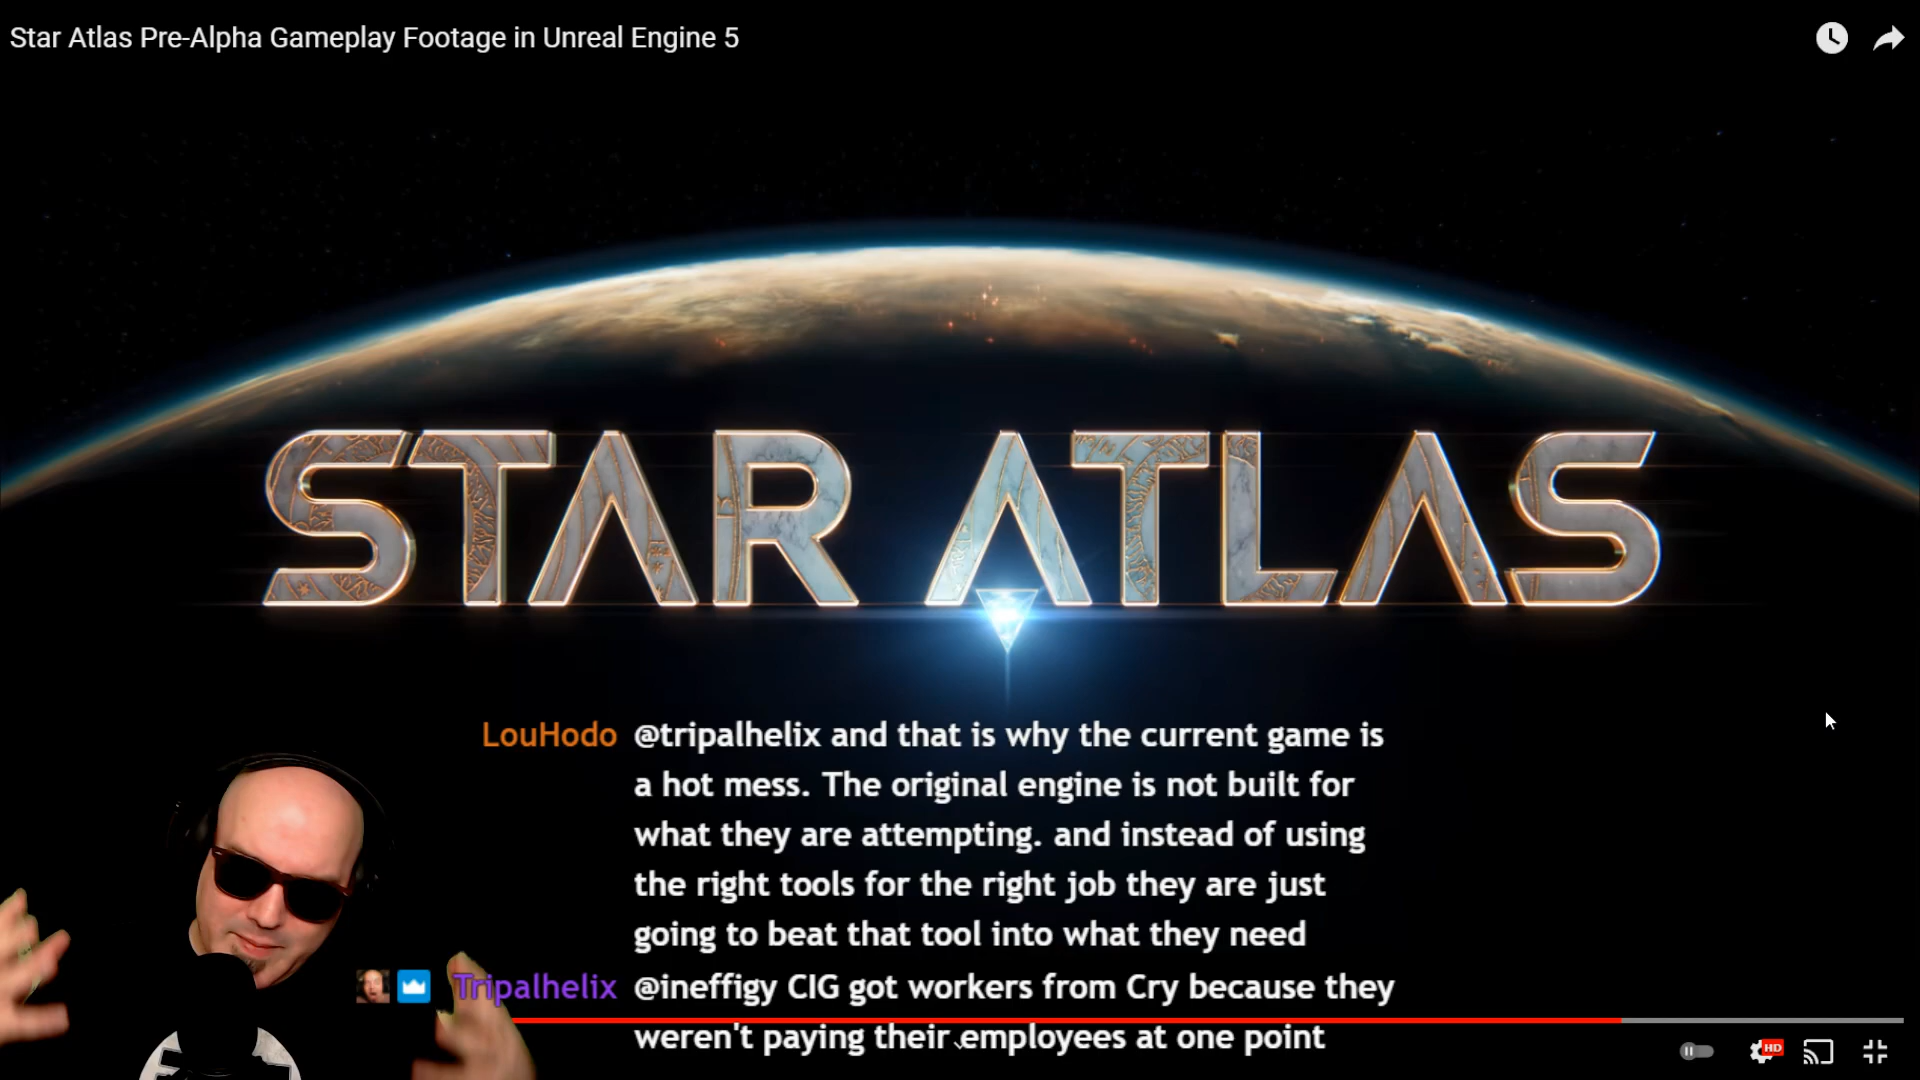 Star Atlas Pre-Alpha Gameplay Footage in Unreal Engine 5
STAR ATLAS
LouHodo @tripalhelix and that is why the current game is
a hot mess. The original engine is not built for
what they are attempting. and instead of using
the right tools for the right job they are just
going to beat that tool into what they need
Tripalhelix @ineffigy CIG got workers from Cry because they
weren't paying their employees at one point
HD